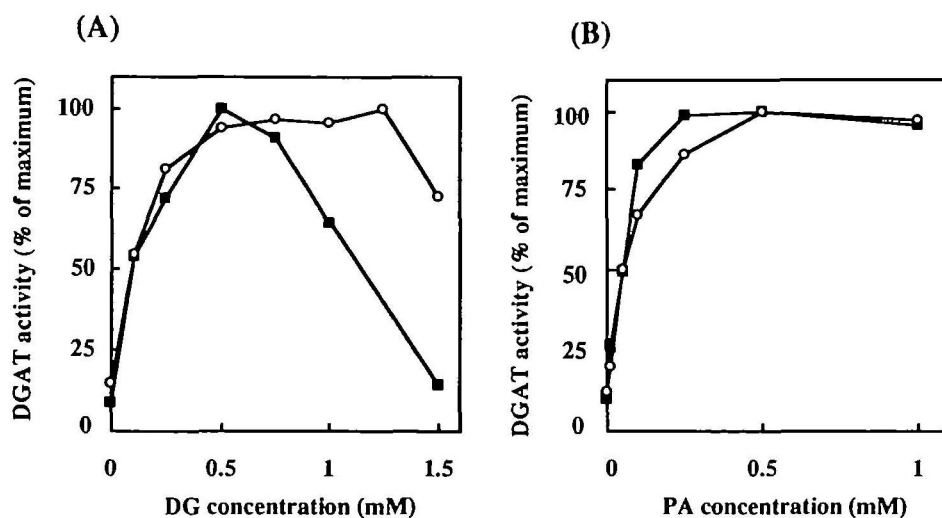 (A)
DGAT activity (% of maximum)
100
75
50
25
0
0 0.5 1 1.5
DG concentration (mM)
(B)
DGAT activity (% of maximum)
100
75
50
25
0
0 0.5 1
PA concentration (mM)